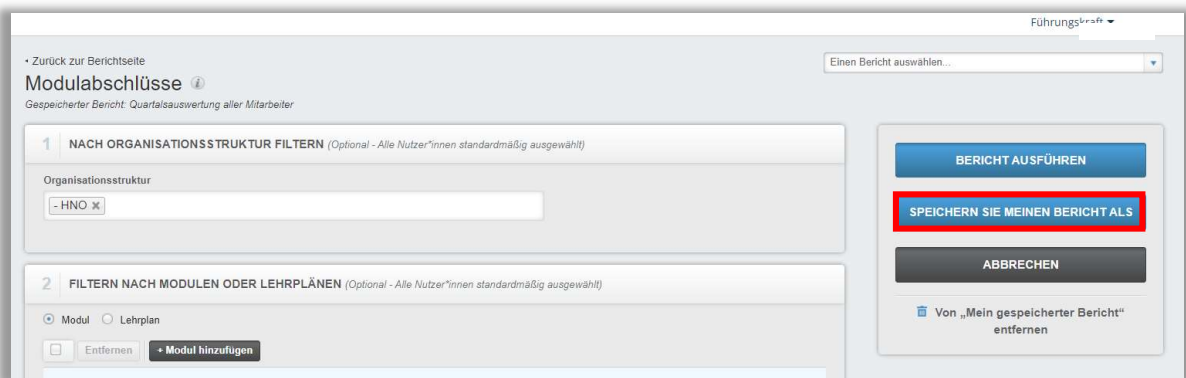 Führungskraft
Zurück zur Berichtseite
Einen Bericht auswählen...
Modulabschlüsse
Gespeicherter Bericht: Quartalsauswertung aller Mitarbeiter
1 NACH ORGANISATIONSSTRUKTUR FILTERN (Optional - Alle Nutzer*innen standardmäßig ausgewählt)
Organisationsstruktur
- HNO
BERICHT AUSFÜHREN
SPEICHERN SIE MEINEN BERICHT ALS
ABBRECHEN
Von „Mein gespeicherter Bericht“
entfernen
2 FILTERN NACH MODULEN ODER LEHRPLÄNEN (Optional - Alle Nutzer*innen standardmäßig ausgewählt)
Modul Lehrplan
Entfernen + Modul hinzufügen